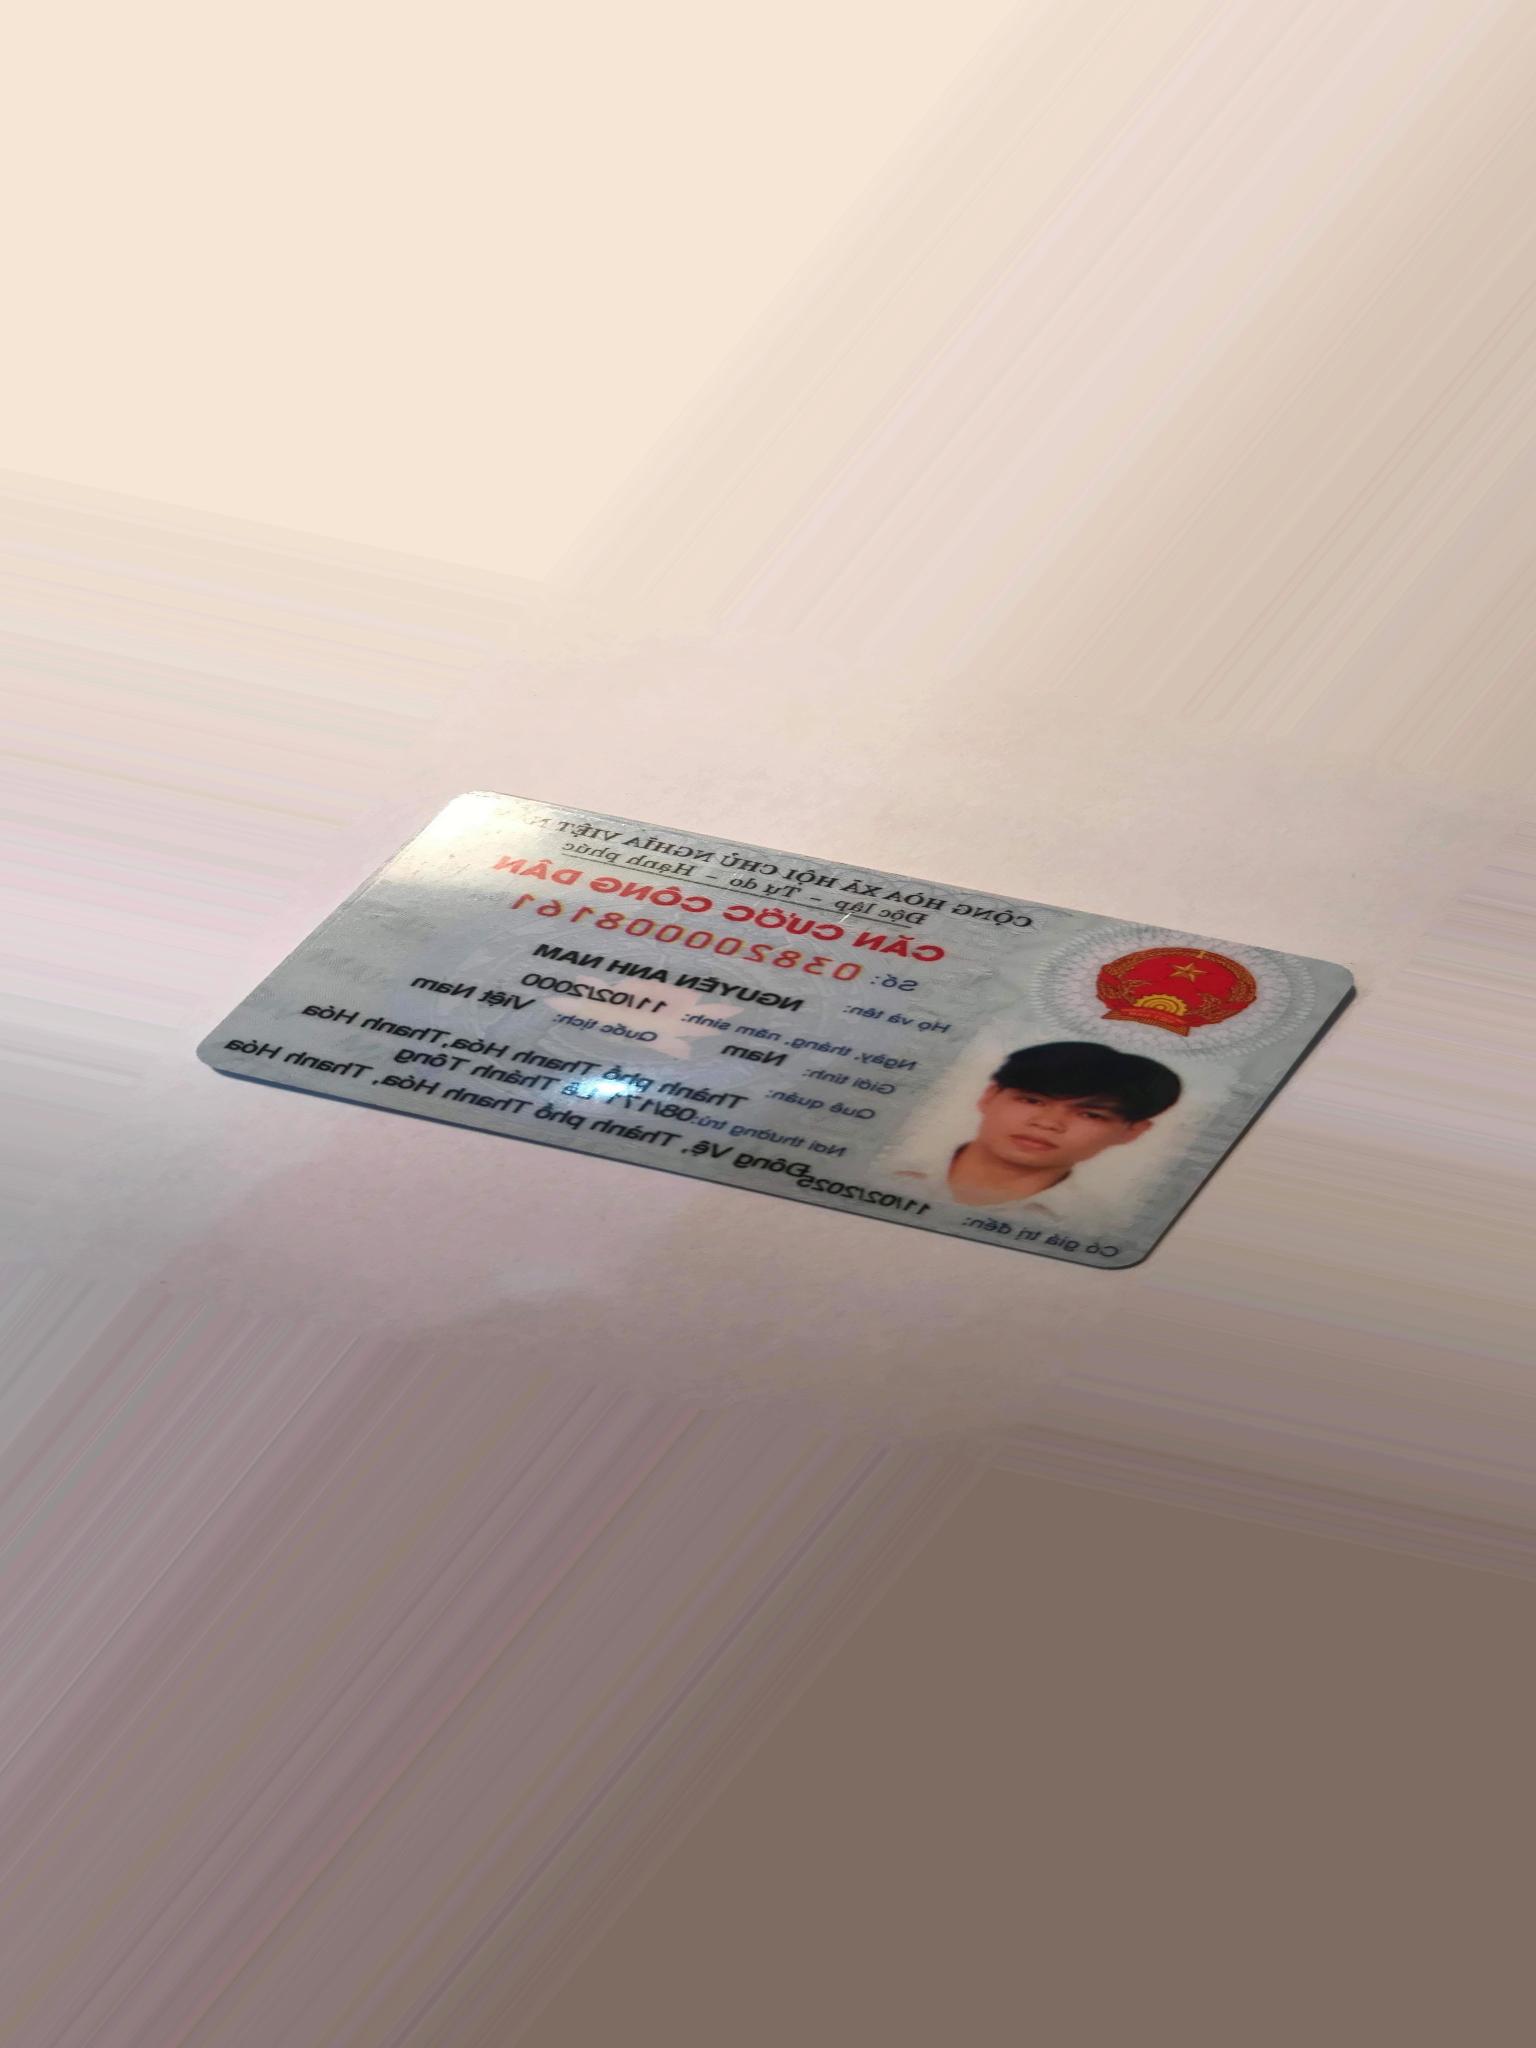 CỘNG HÒA XÃ HỘI CHỦ NGHĨA VIỆT
Độc lập - Tự do - Hạnh phúc
CĂN CƯỚC CÔNG DÂN
Số: 038200008161
Họ và tên: NGUYỄN ANH NAM
Ngày, tháng, năm sinh: 11/02/2000
Giới tính: Nam Quốc tịch: Việt Nam
Quê quán: Thành phố Thanh Hóa, Thanh Hóa
Nơi thường trú: 08/171 Lê Thánh Tông
Đông Vệ, Thành phố Thanh Hóa, Thanh Hóa
Có giá trị đến: 11/02/2025